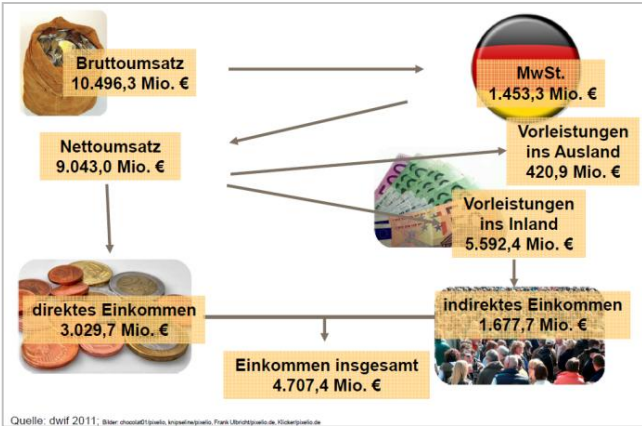 Bruttoumsatz
10.496,3 Mio. €
MwSt.
1.453,3 Mio. €
Nettoumsatz
9.043,0 Mio. €
Vorleistungen
ins Ausland
420,9 Mio. €
Vorleistungen
ins Inland
5.592,4 Mio. €
direktes Einkommen
3.029,7 Mio. €
indirektes Einkommen
1.677,7 Mio. €
Einkommen insgesamt
4.707,4 Mio. €
Quelle: dwif 2011; Bilder: chocolat01/pixelio, knipseline/pixelio, Frank Ulbricht/pixelio.de, Klicker/pixelio.de